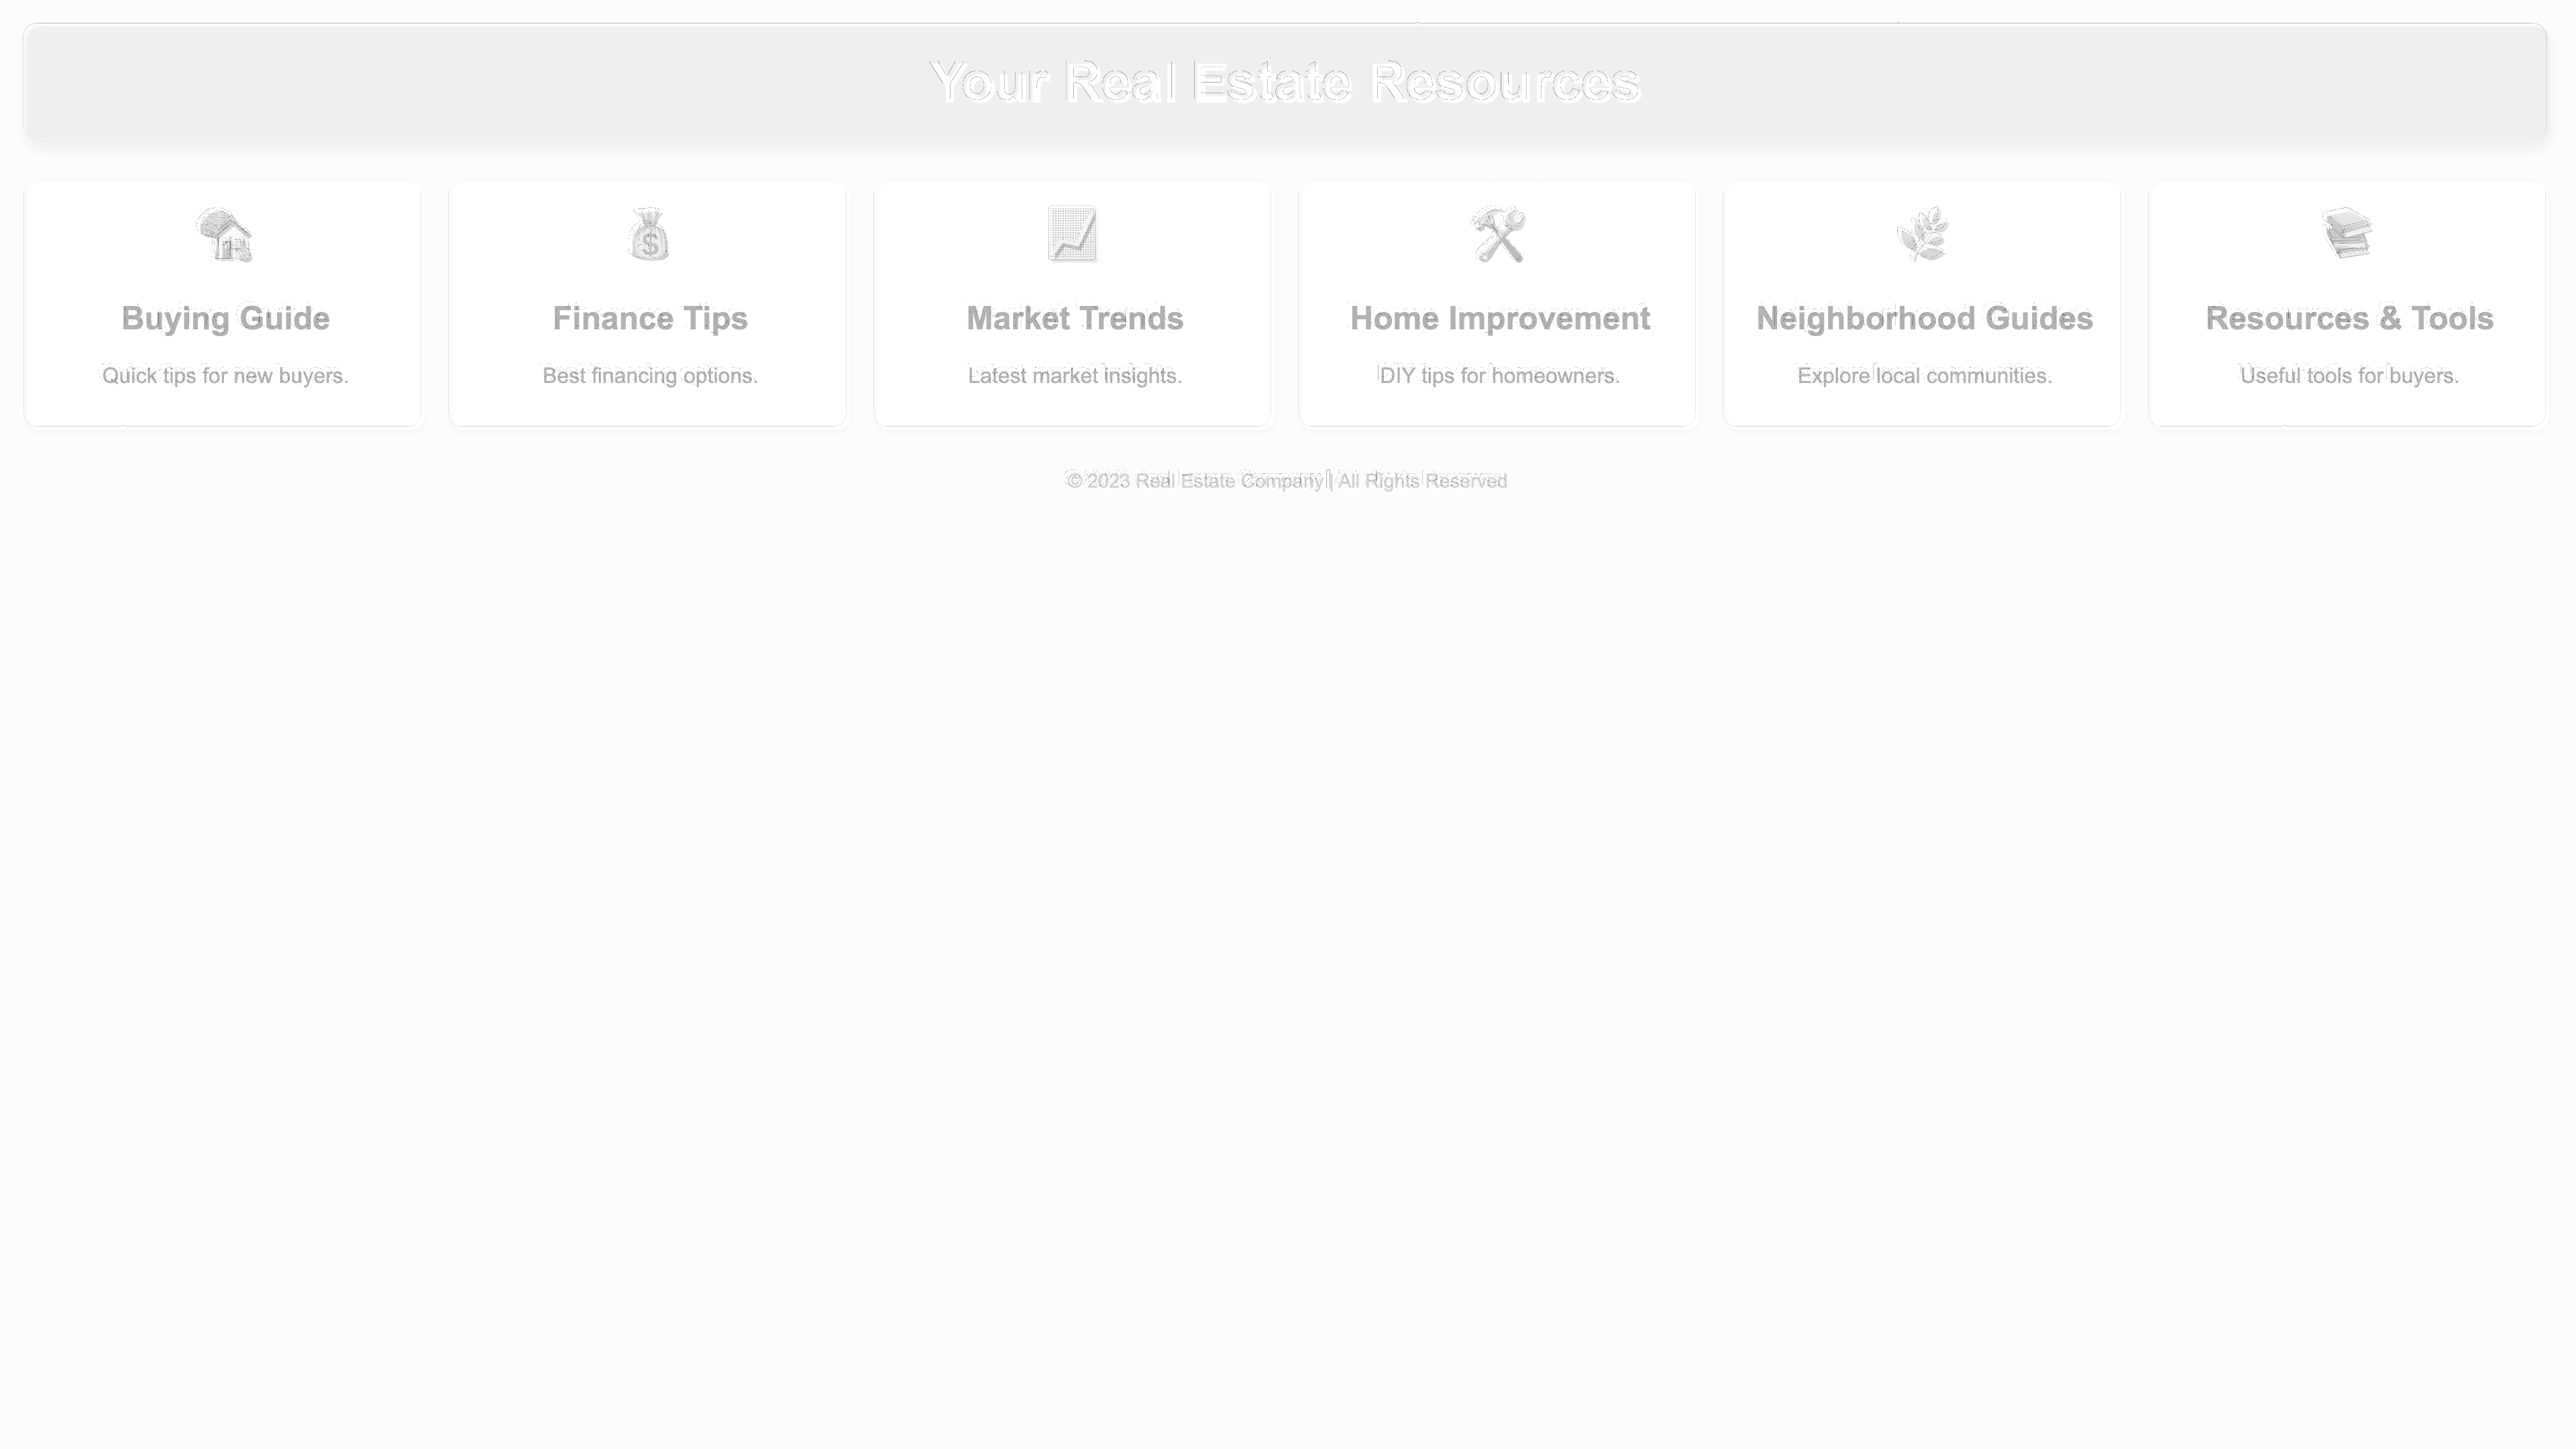 Your Real Estate Resources
Buying Guide
Quick tips for new buyers.
Finance Tips
Best financing options.
Market Trends
Latest market insights.
Home Improvement
DIY tips for homeowners.
Neighborhood Guides
Explore local communities.
Resources & Tools
Useful tools for buyers.
© 2023 Real Estate Company | All Rights Reserved